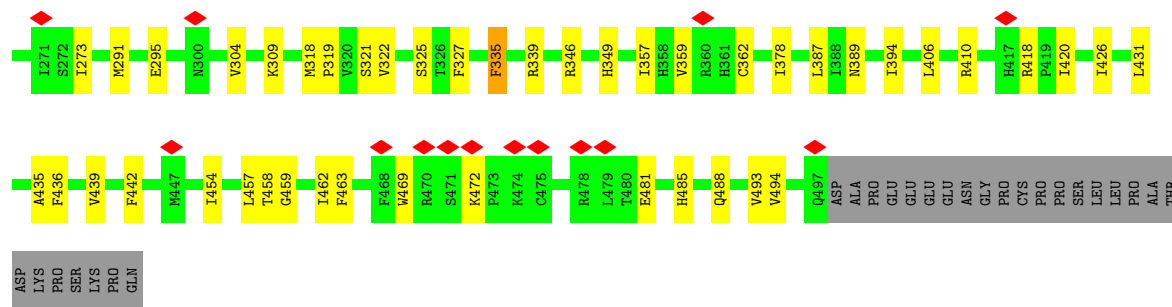 I271 S272 I273 M291 E295 N300 V304 K309 M318 P319 V320 S321 V322 S325 T326 F327 F335 R339 R346 H349 I357 H358 V359 R360 H361 C362 I378 L387 I388 N389 I394 L406 R410 H417 R418 P419 I420 I426 L431
A435 F436 V439 F442 M447 I454 L457 T458 G459 I462 F463 F468 W469 R470 S471 K472 P473 K474 C475 R478 L479 T480 E481 H485 Q488 V493 V494 Q497 ASP ALA PRO GLU GLU GLU GLU ASN GLY PRO CYS PRO PRO SER LEU LEU PRO ALA THR
ASP LYS PRO SER LYS PRO GLN